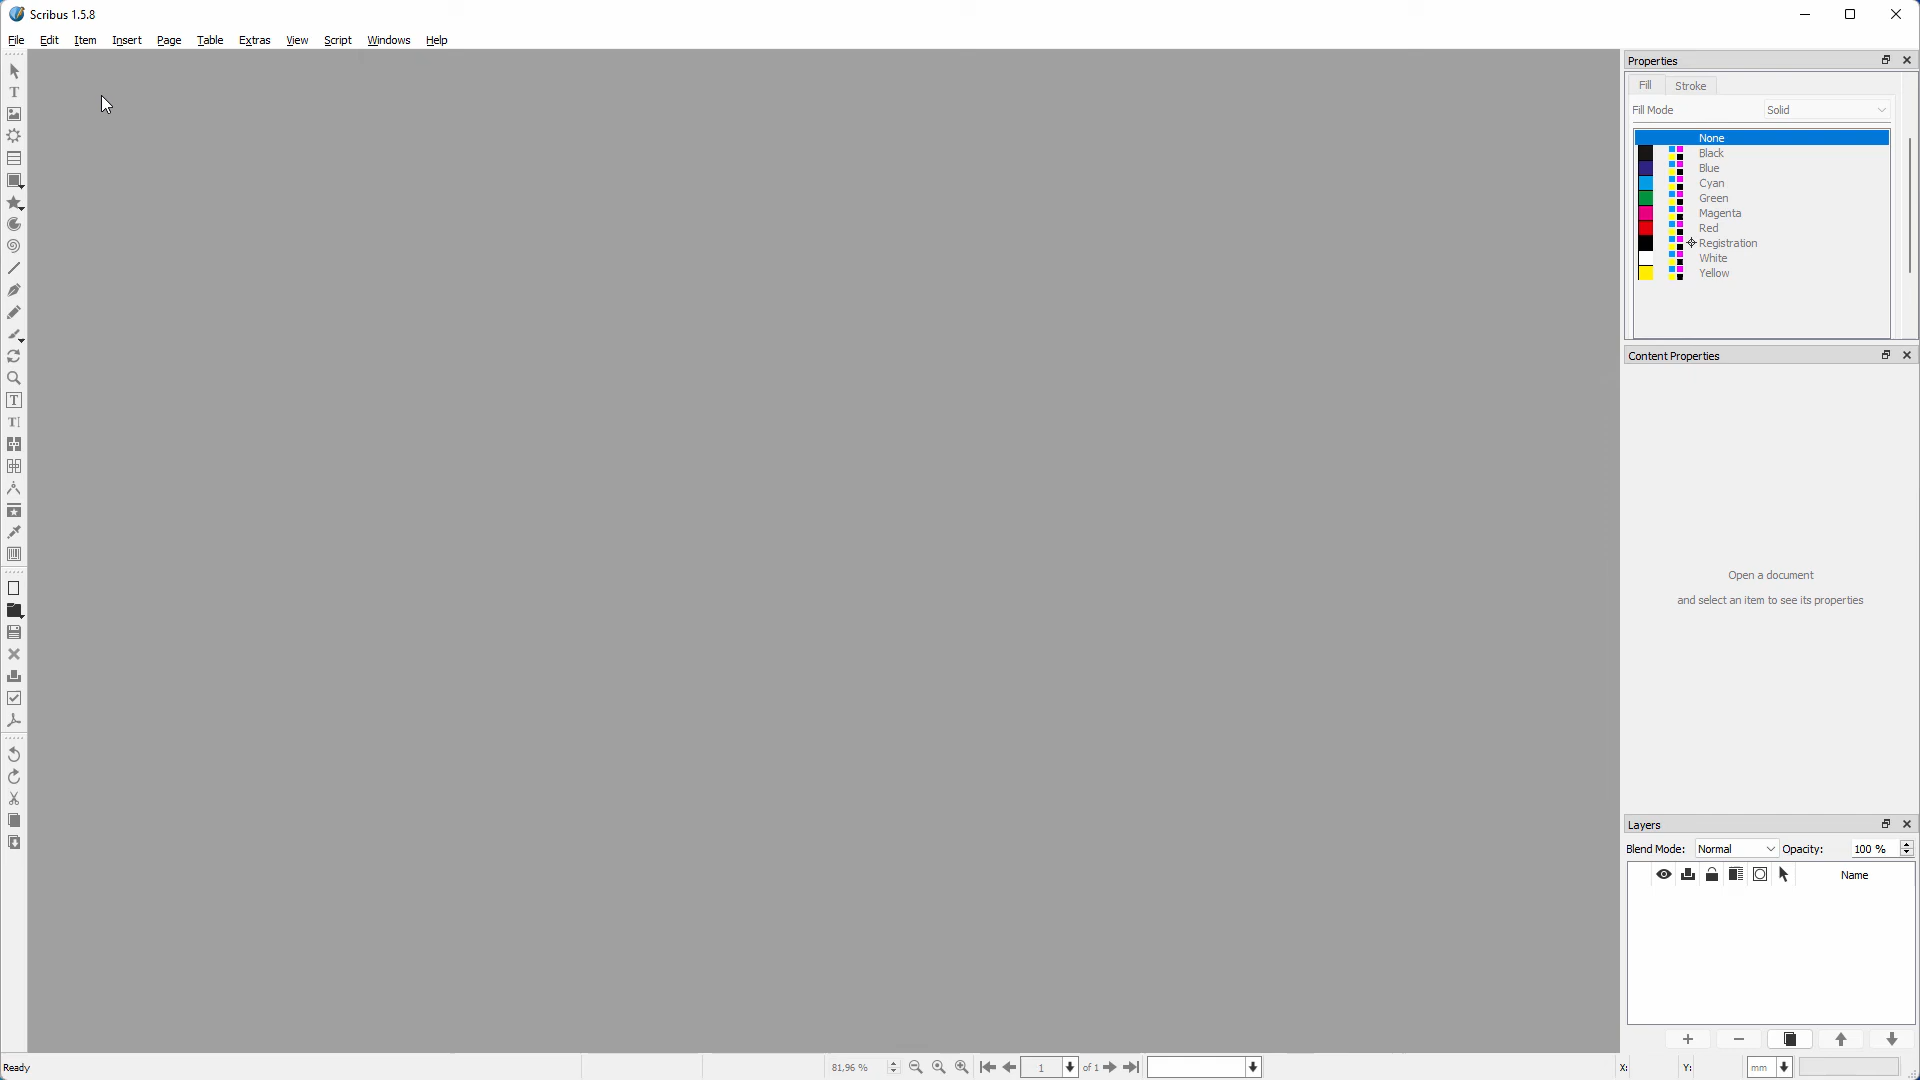 Scribus 1.5.8
File Edit Item Insert Page Table Extras View Script Windows Help
Properties
Fill Stroke
Fill Mode Solid
None
Black
Blue
Cyan
Green
Magenta
Red
Registration
White
Yellow
Content Properties
Open a document
and select an item to see its properties
Layers
Blend Mode: Normal Opacity: 100 %
Name
Ready 81,96 % 1 of 1 X: Y: mm